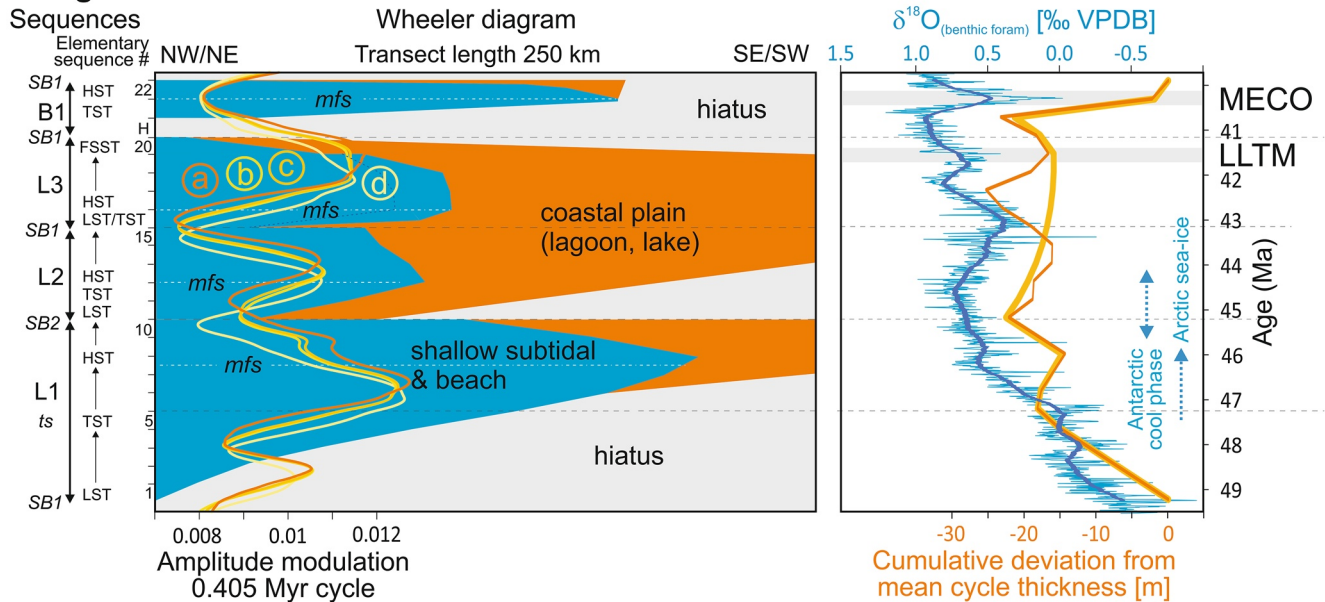 Sequences
Elementary
sequence #
Wheeler diagram
NW/NE
Transect length 250 km
SE/SW
SB1
B1
SB1
L3
SB1
L2
SB2
L1
ts
SB1
HST
TST
FSST
HST
LST/TST
HST
TST
LST
HST
TST
LST
22
H
20
15
10
5
1
mfs
hiatus
a
b
c
d
mfs
coastal plain
(lagoon, lake)
mfs
shallow subtidal
& beach
mfs
hiatus
0.008
0.01
0.012
Amplitude modulation
0.405 Myr cycle
δ18O(benthic foram) [‰ VPDB]
1.5
1.0
0.5
0.0
-0.5
MECO
LLTM
41
42
43
44
45
46
47
48
49
Age (Ma)
Arctic sea-ice
Antarctic
cool phase
-30
-20
-10
0
Cumulative deviation from
mean cycle thickness [m]